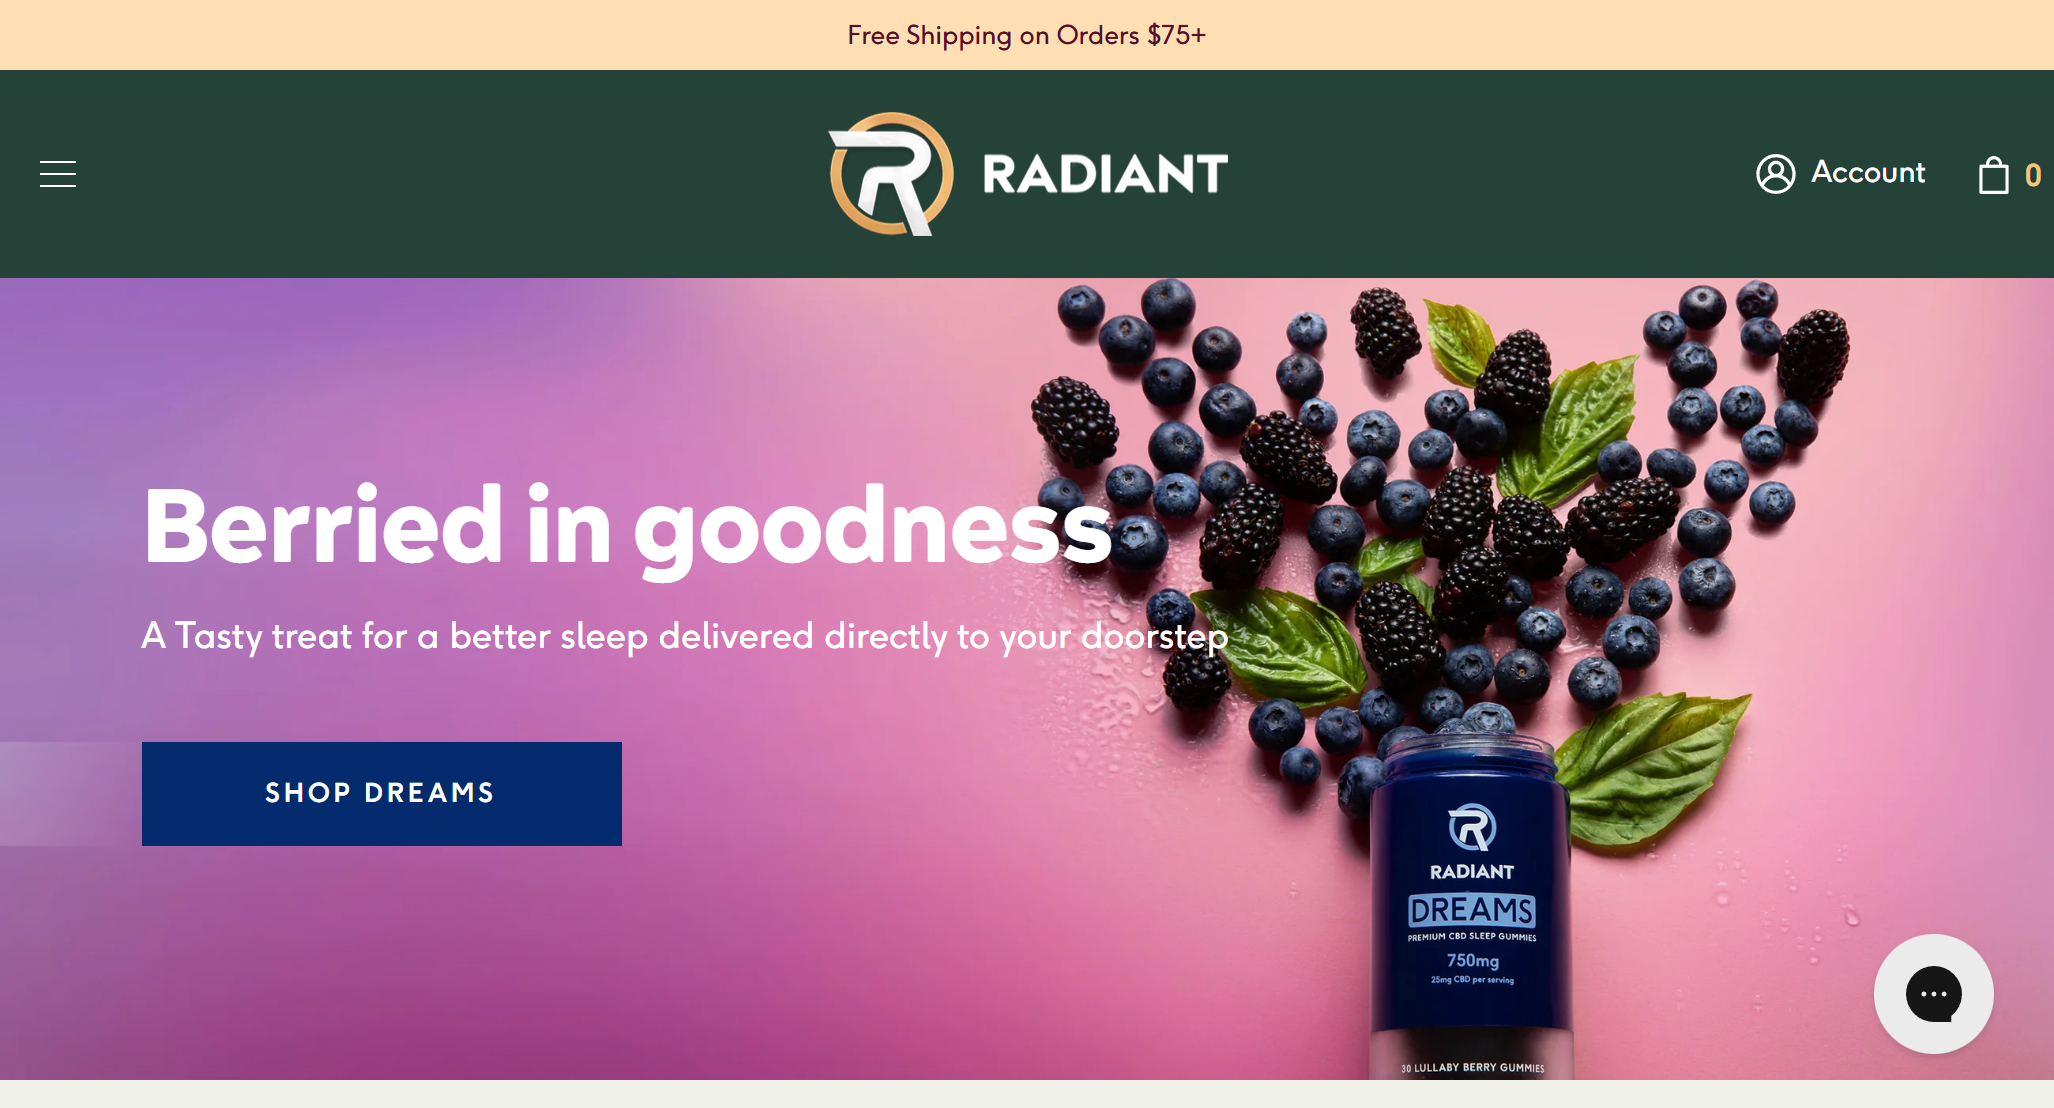 Free Shipping on Orders $75+
RADIANT
Account
0
Berried in goodness
A Tasty treat for a better sleep delivered directly to your doorstep
SHOP DREAMS
R
RADIANT
DREAMS
PREMIUM CBD SLEEP GUMMIES
750mg
25mg CBD per serving
30 LULLABY BERRY GUMMIES